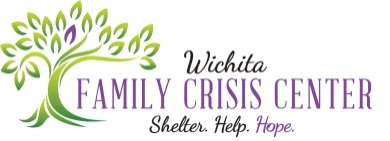 Wichita
FAMILY CRISIS CENTER
Shelter. Help. Hope.